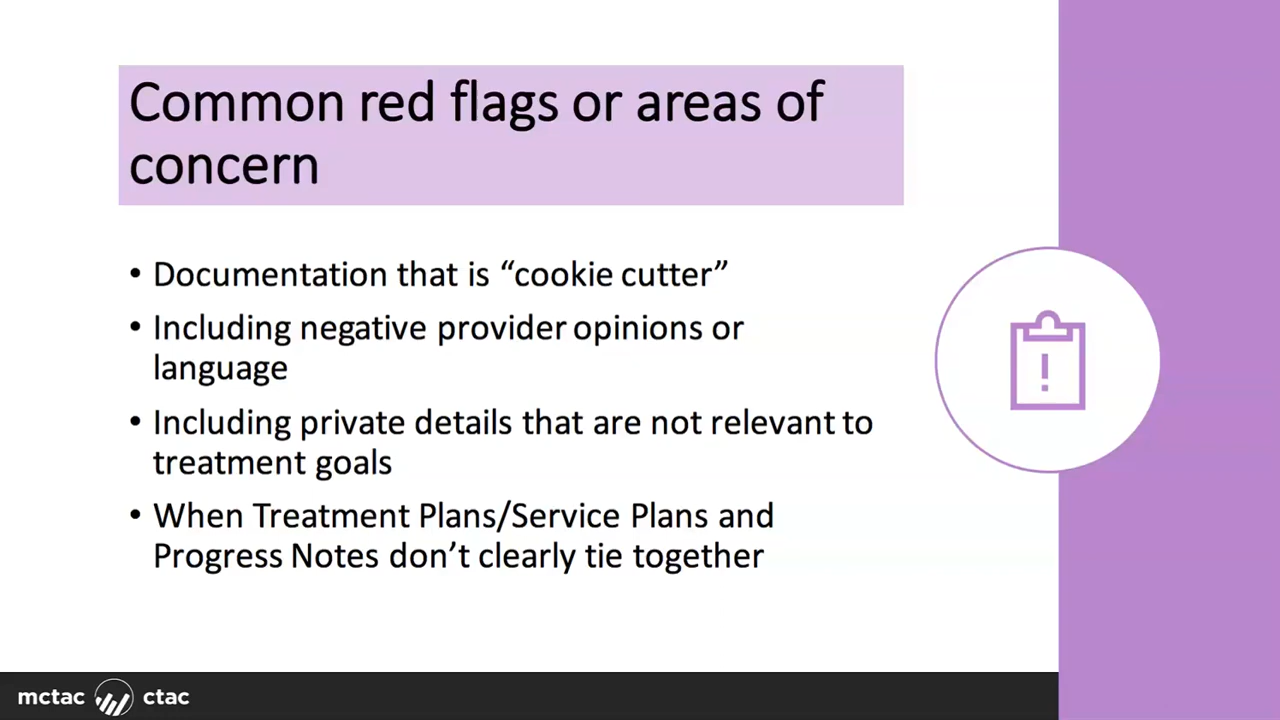 Common red flags or areas of
concern
• Documentation that is “cookie cutter”
• Including negative provider opinions or
language
• Including private details that are not relevant to
treatment goals
• When Treatment Plans/Service Plans and
Progress Notes don’t clearly tie together
mctac ctac